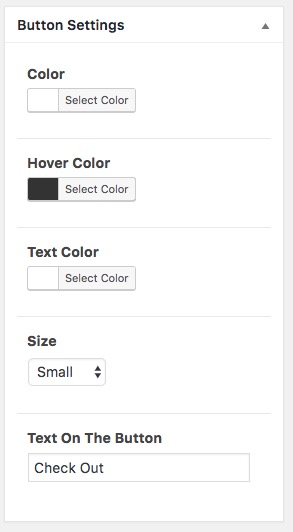 Button Settings
Color
Select Color
Hover Color
Select Color
Text Color
Select Color
Size
Small
Text On The Button
Check Out